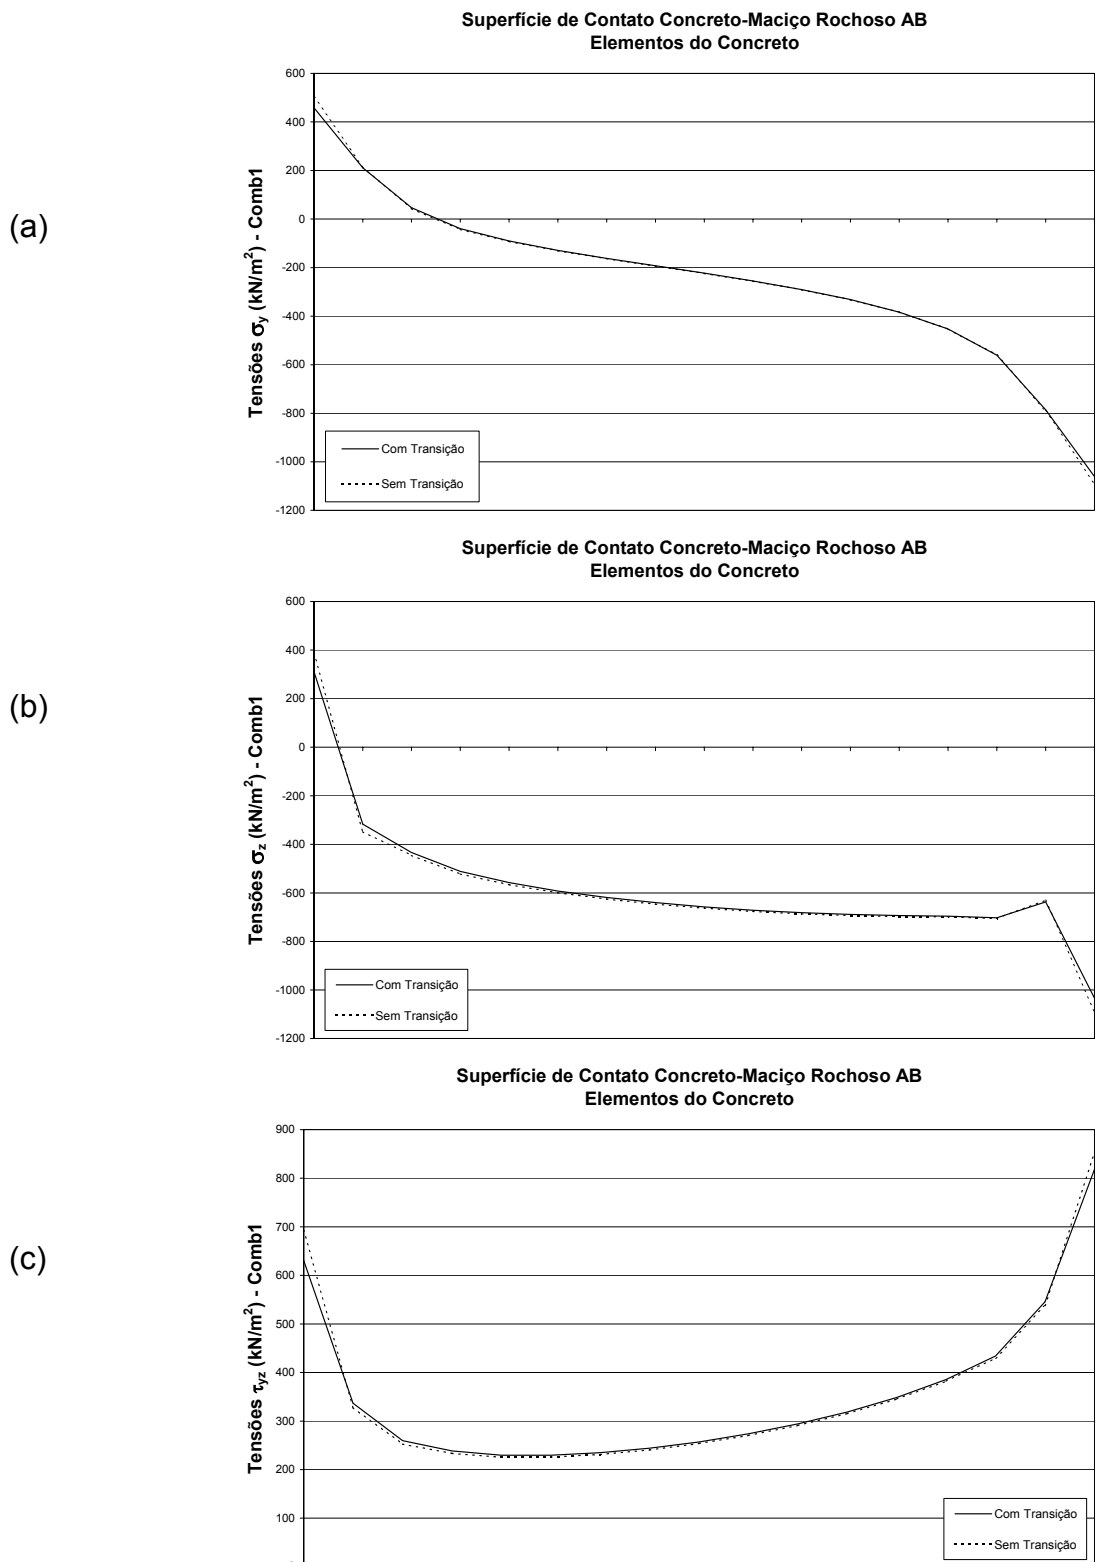 Superfície de Contato Concreto-Maciço Rochoso AB
Elementos do Concreto
(a)
Tensões σy (kN/m²) - Comb1
600
400
200
0
-200
-400
-600
-800
-1000
-1200
Com Transição
Sem Transição
Superfície de Contato Concreto-Maciço Rochoso AB
Elementos do Concreto
(b)
Tensões σz (kN/m²) - Comb1
600
400
200
0
-200
-400
-600
-800
-1000
-1200
Com Transição
Sem Transição
Superfície de Contato Concreto-Maciço Rochoso AB
Elementos do Concreto
(c)
Tensões τyz (kN/m²) - Comb1
900
800
700
600
500
400
300
200
100
Com Transição
Sem Transição